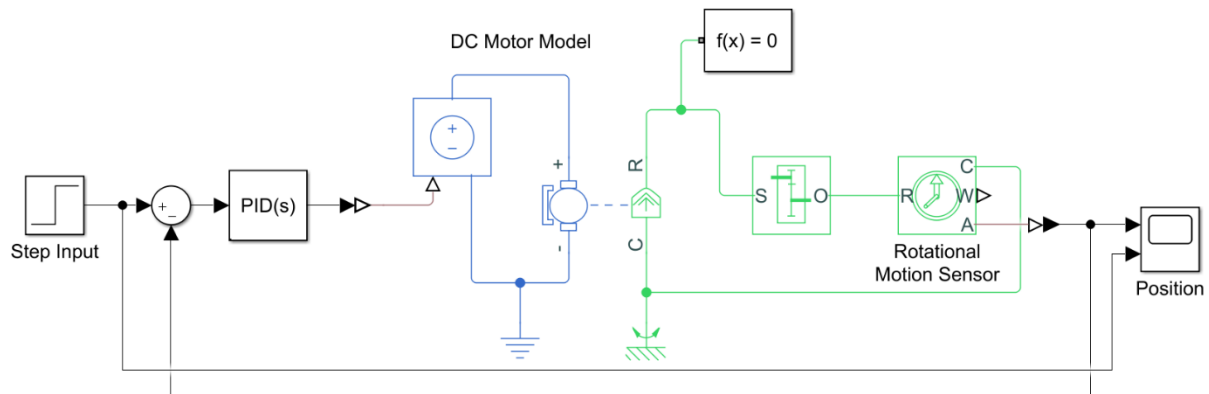 DC Motor Model
f(x) = 0
+
−
+
R
C
+
−
PID(s)
S
O
R
W
C
A
-
C
Step Input
Rotational
Motion Sensor
Position